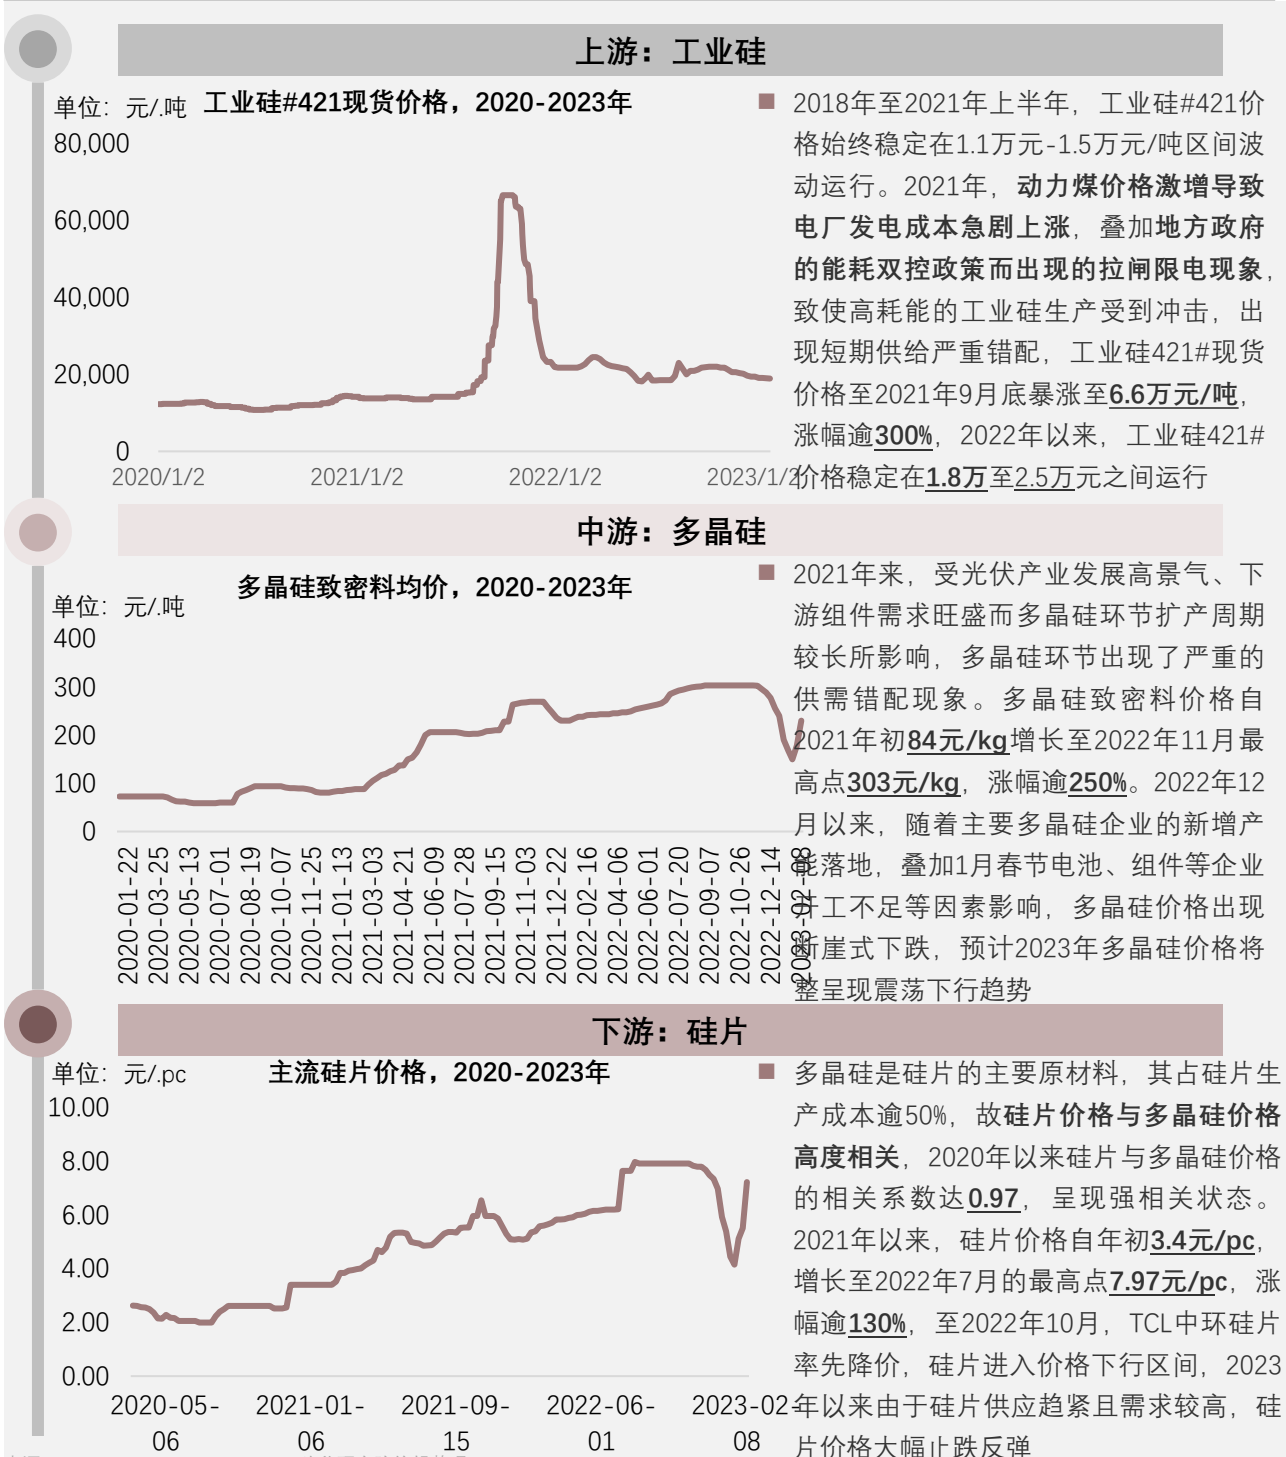 上游：工业硅
单位：元/.吨
工业硅#421现货价格，2020-2023年
80,000
60,000
40,000
20,000
0
2020/1/2
2021/1/2
2022/1/2
2023/1/2
2018年至2021年上半年，工业硅#421价
格始终稳定在1.1万元-1.5万元/吨区间波
动运行。2021年，动力煤价格激增导致
电厂发电成本急剧上涨，叠加地方政府
的能耗双控政策而出现的拉闸限电现象，
致使高耗能的工业硅生产受到冲击，出
现短期供给严重错配，工业硅421#现货
价格至2021年9月底暴涨至6.6万元/吨，
涨幅逾300%，2022年以来，工业硅421#
价格稳定在1.8万至2.5万元之间运行
中游：多晶硅
多晶硅致密料均价，2020-2023年
单位：元/.吨
400
300
200
100
0
2020-01-22
2020-03-25
2020-05-13
2020-07-01
2020-08-19
2020-10-07
2020-11-25
2021-01-13
2021-03-03
2021-04-21
2021-06-09
2021-07-28
2021-09-15
2021-11-03
2021-12-22
2022-02-16
2022-04-06
2022-06-01
2022-07-20
2022-09-07
2022-10-26
2022-12-14
2023-02-08
2021年来，受光伏产业发展高景气、下
游组件需求旺盛而多晶硅环节扩产周期
较长所影响，多晶硅环节出现了严重的
供需错配现象。多晶硅致密料价格自
2021年初84元/kg增长至2022年11月最
高点303元/kg，涨幅逾250%。2022年12
月以来，随着主要多晶硅企业的新增产
能落地，叠加1月春节电池、组件等企业
开工不足等因素影响，多晶硅价格出现
断崖式下跌，预计2023年多晶硅价格将
整呈现震荡下行趋势
下游：硅片
单位：元/.pc
主流硅片价格，2020-2023年
10.00
8.00
6.00
4.00
2.00
0.00
2020-05-
06
2021-01-
06
2021-09-
15
2022-06-
01
2023-02-
08
多晶硅是硅片的主要原材料，其占硅片生
产成本逾50%，故硅片价格与多晶硅价格
高度相关，2020年以来硅片与多晶硅价格
的相关系数达0.97，呈现强相关状态。
2021年以来，硅片价格自年初3.4元/pc，
增长至2022年7月的最高点7.97元/pc，涨
幅逾130%，至2022年10月，TCL中环硅片
率先降价，硅片进入价格下行区间，2023
年以来由于硅片供应趋紧且需求较高，硅
片价格大幅止跌反弹